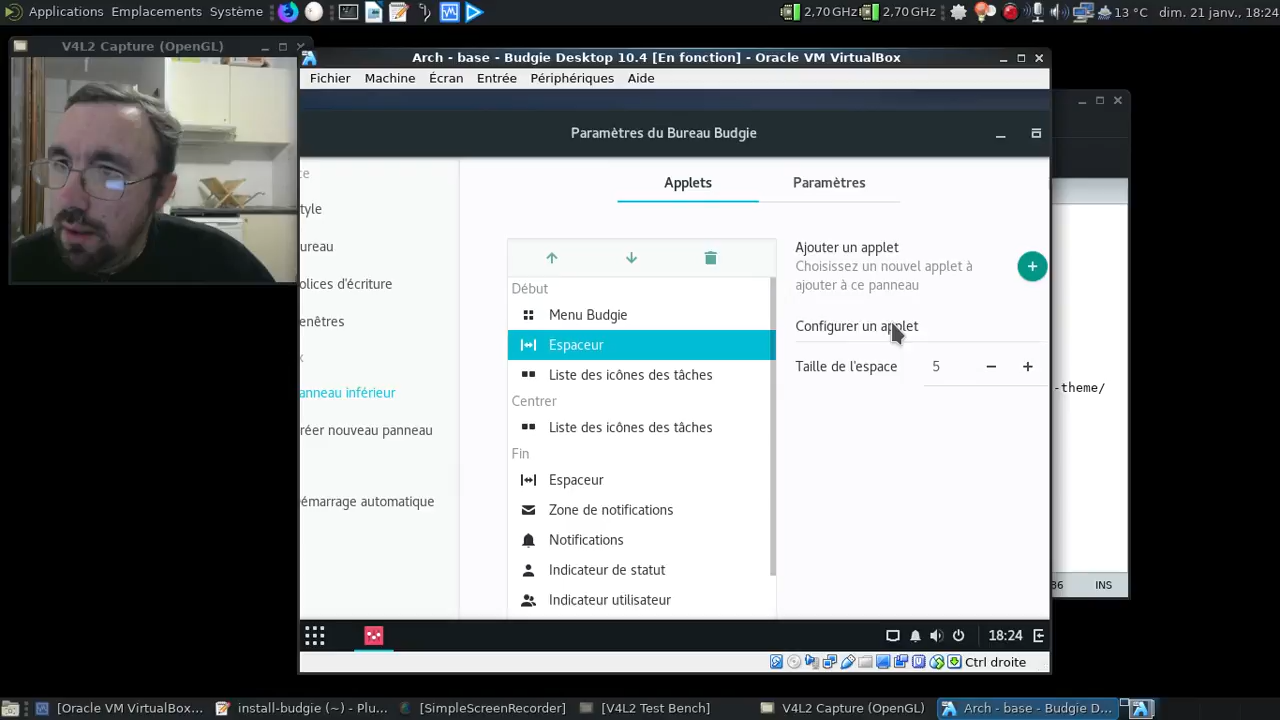 Applications Emplacements Système 2,70 GHz 2,70 GHz 13 °C dim. 21 janv., 18:24
V4L2 Capture (OpenGL)
Arch - base - Budgie Desktop 10.4 [En fonction] - Oracle VM VirtualBox
Fichier Machine Écran Entrée Périphériques Aide
Paramètres du Bureau Budgie
ce
tyle
ureau
olices d'écriture
enêtres
x
anneau inférieur
réer nouveau panneau
émarrage automatique
Applets Paramètres
Début
Menu Budgie
Espaceur
Liste des icônes des tâches
Centrer
Liste des icônes des tâches
Fin
Espaceur
Zone de notifications
Notifications
Indicateur de statut
Indicateur utilisateur
Ajouter un applet
Choisissez un nouvel applet à
ajouter à ce panneau
Configurer un applet
Taille de l'espace 5
-theme/
86 INS
18:24
Ctrl droite
[Oracle VM VirtualBox... install-budgie (~) - Plu... [SimpleScreenRecorder] [V4L2 Test Bench] V4L2 Capture (OpenGL) Arch - base - Budgie D...